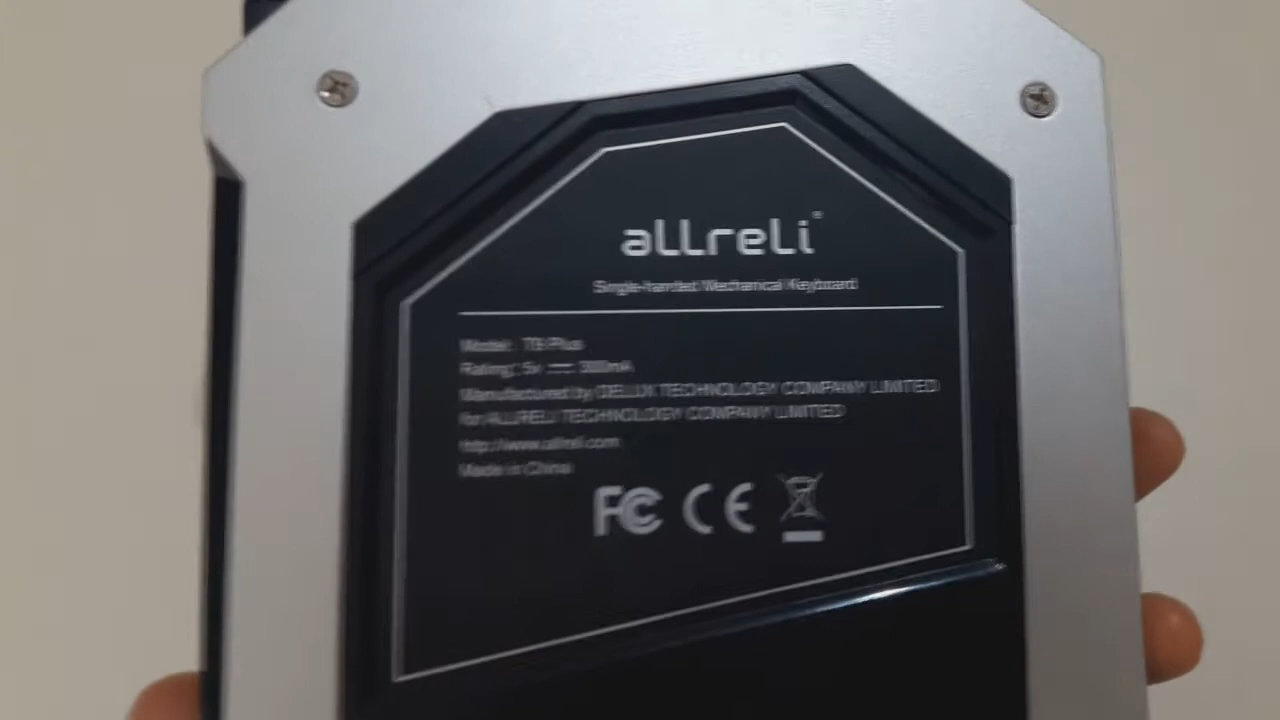 allreli
Single-handed Mechanical Keyboard
Model: T9 Plus
Rating: 5v 300mA
Manufactured by DELUX TECHNOLOGY COMPANY LIMITED
for ALLRELI TECHNOLOGY COMPANY LIMITED
http://www.allreli.com
Made in China
FC CE